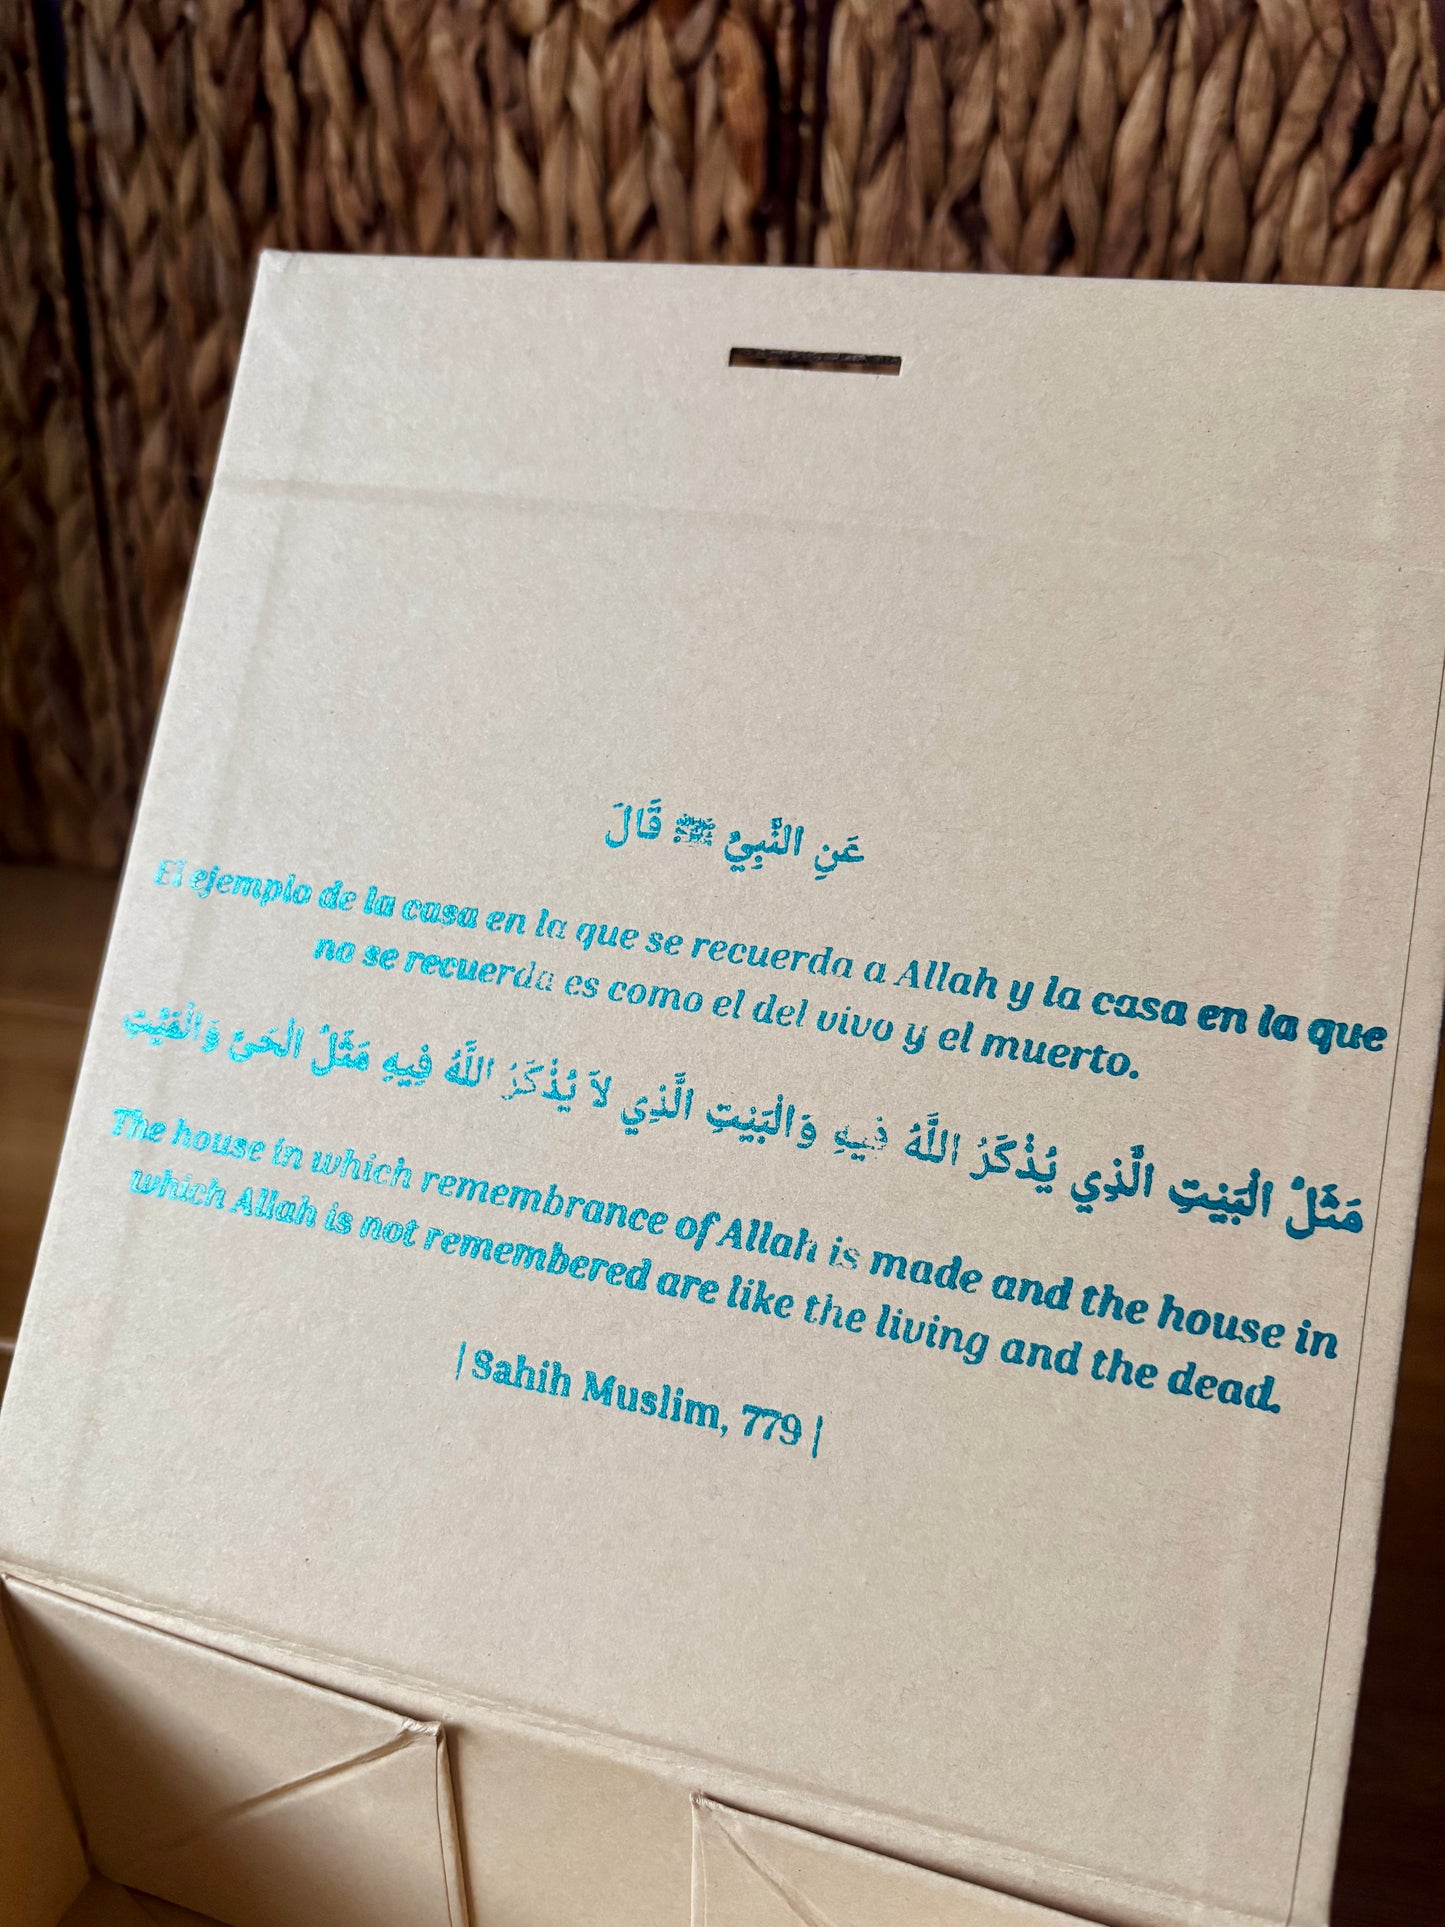 عَنِ النَّبِيِّ ﷺ قَالَ
El ejemplo de la casa en la que se recuerda a Allah y la casa en la que
no se recuerda es como el del vivo y el muerto.
مَثَلُ الْبَيْتِ الَّذِي يُذْكَرُ اللَّهُ فِيهِ وَالْبَيْتِ الَّذِي لاَ يُذْكَرُ اللَّهُ فِيهِ مَثَلُ الْحَىِّ وَالْمَيِّتِ
The house in which remembrance of Allah is made and the house in
which Allah is not remembered are like the living and the dead.
| Sahih Muslim, 779 |